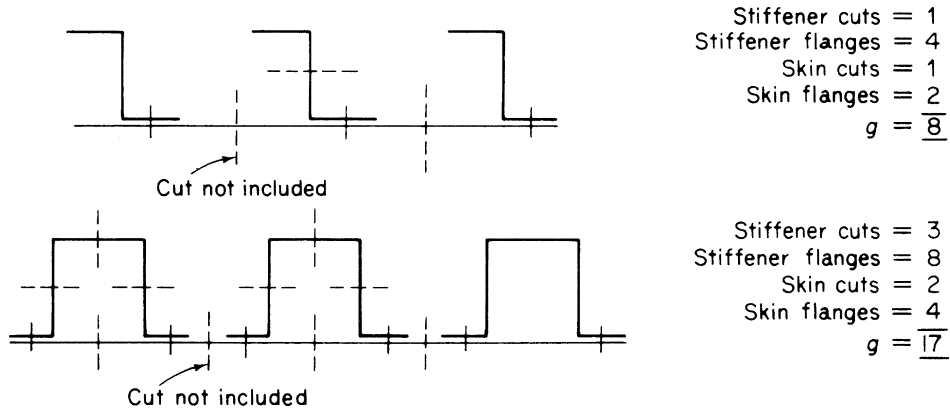 Stiffener cuts = 1
Stiffener flanges = 4
Skin cuts = 1
Skin flanges = 2
g = 8
Cut not included
Stiffener cuts = 3
Stiffener flanges = 8
Skin cuts = 2
Skin flanges = 4
g = 17
Cut not included